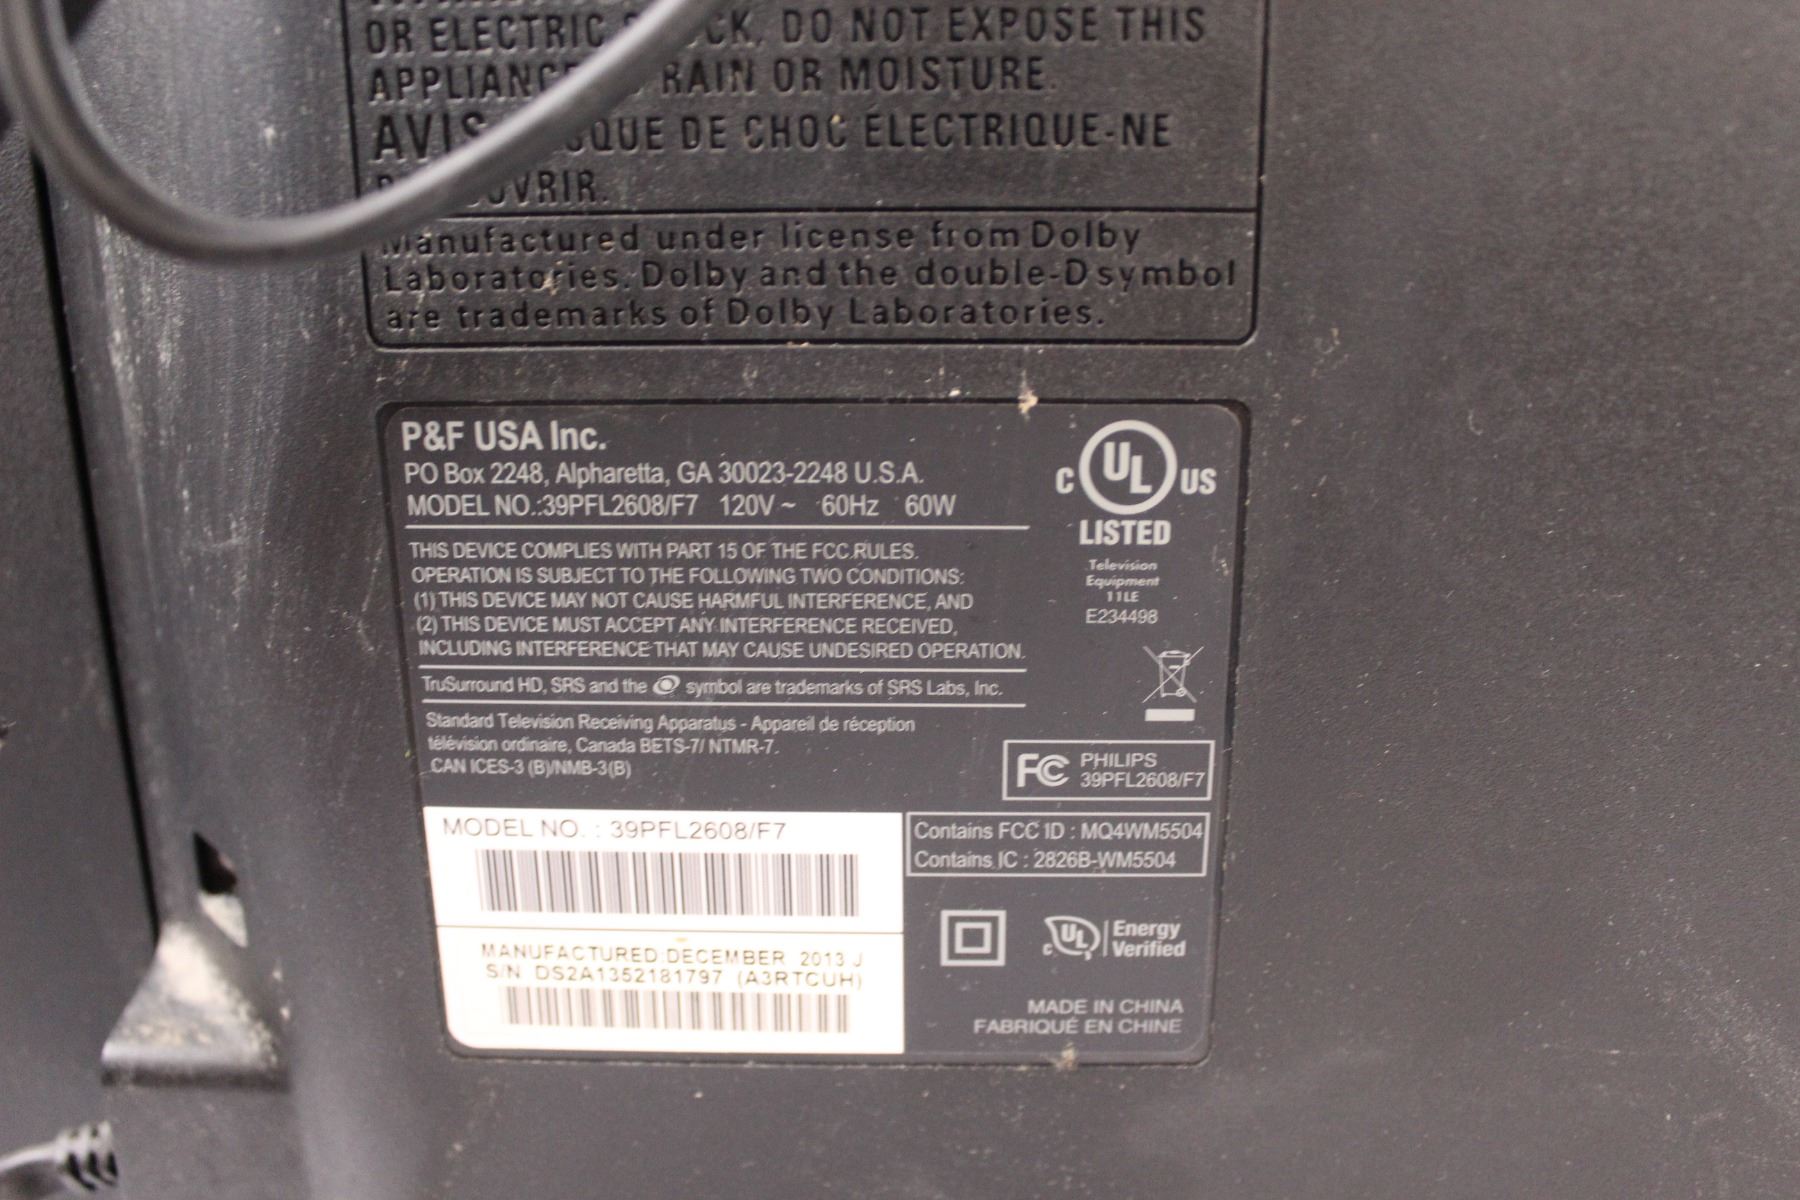 OR ELECTRIC CK, DO NOT EXPOSE THIS
APPLIANCE RAIN OR MOISTURE.
AVIS DE CHOC ÉLECTRIQUE-NE
Manufactured under license from Dolby
Laboratories. Dolby and the double-D symbol
are trademarks of Dolby Laboratories.
P&F USA Inc.
PO Box 2248, Alpharetta, GA 30023-2248 U.S.A.
MODEL NO.:39PFL2608/F7 120V ~ 60Hz 60W
THIS DEVICE COMPLIES WITH PART 15 OF THE FCC RULES.
OPERATION IS SUBJECT TO THE FOLLOWING TWO CONDITIONS:
(1) THIS DEVICE MAY NOT CAUSE HARMFUL INTERFERENCE, AND
(2) THIS DEVICE MUST ACCEPT ANY INTERFERENCE RECEIVED,
INCLUDING INTERFERENCE THAT MAY CAUSE UNDESIRED OPERATION.
TruSurround HD, SRS and the symbol are trademarks of SRS Labs, Inc.
Standard Television Receiving Apparatus - Appareil de réception
télévision ordinaire, Canada BETS-7/ NTMR-7.
CAN ICES-3 (B)/NMB-3(B)
C UL US
LISTED
Television
Equipment
11LE
E234498
FC PHILIPS
39PFL2608/F7
MODEL NO. : 39PFL2608/F7
MANUFACTURED:DECEMBER 2013 J
S/N DS2A1352181797 (A3RTCUH)
Contains FCC ID : MQ4WM5504
Contains IC : 2826B-WM5504
C UL Energy
Verified
MADE IN CHINA
FABRIQUÉ EN CHINE